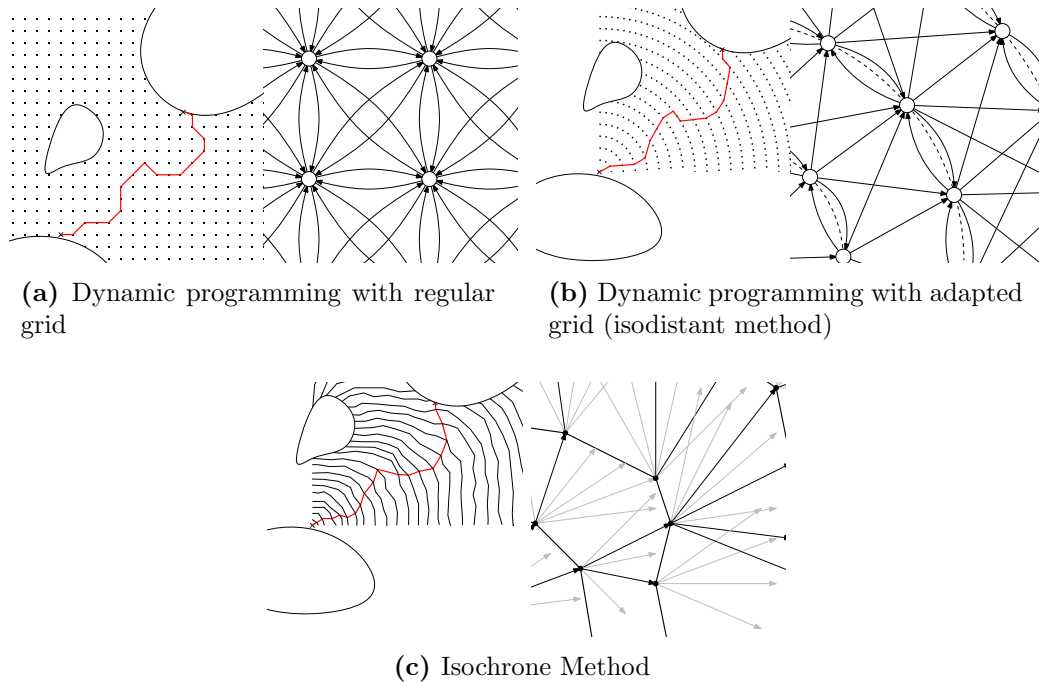 (a) Dynamic programming with regular
grid
(b) Dynamic programming with adapted
grid (isodistant method)
(c) Isochrone Method